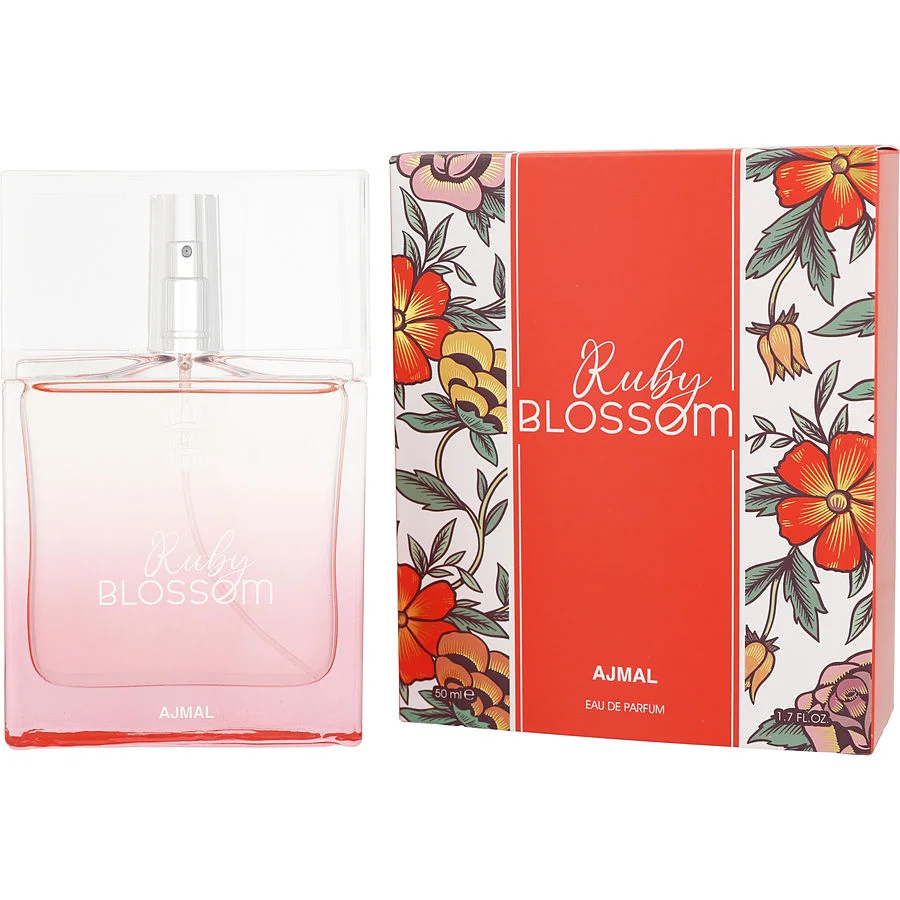 Ruby
BLOSSOM
AJMAL
Ruby
BLOSSOM
AJMAL
EAU DE PARFUM
50 ml e
1.7 FL.OZ.